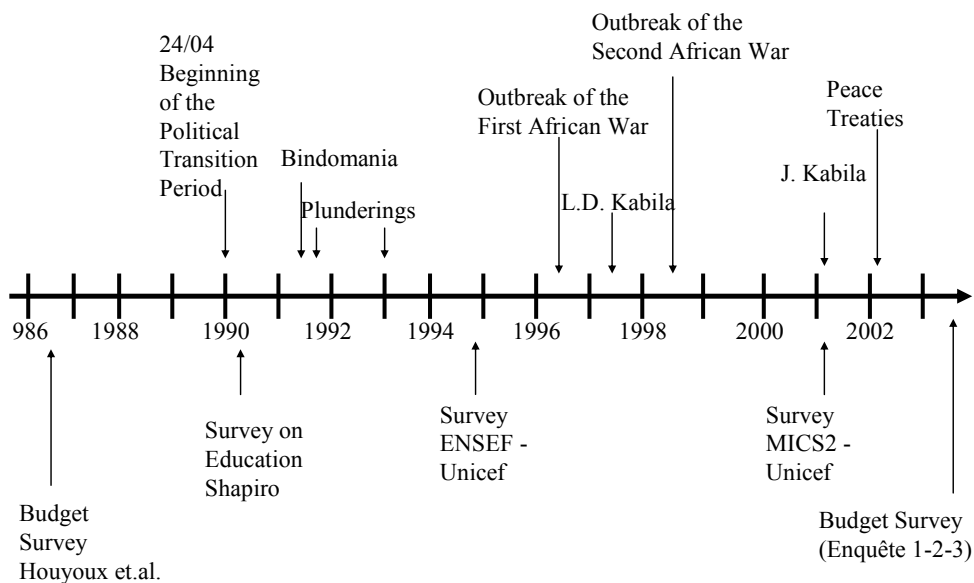 24/04
Beginning
of the
Political
Transition
Period
Bindomania
Plunderings
Outbreak of the
First African War
L.D. Kabila
Outbreak of the
Second African War
J. Kabila
Peace
Treaties
986
1988
1990
1992
1994
1996
1998
2000
2002
Budget
Survey
Houyoux et.al.
Survey on
Education
Shapiro
Survey
ENSEF -
Unicef
Survey
MICS2 -
Unicef
Budget Survey
(Enquête 1-2-3)